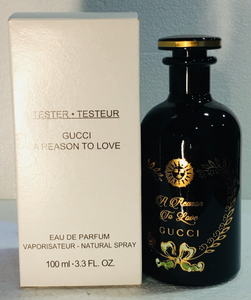 TESTER • TESTEUR
GUCCI
A REASON TO LOVE
EAU DE PARFUM
VAPORISATEUR - NATURAL SPRAY
100 ml · 3.3 FL. OZ.
A Reason
To Love
GUCCI